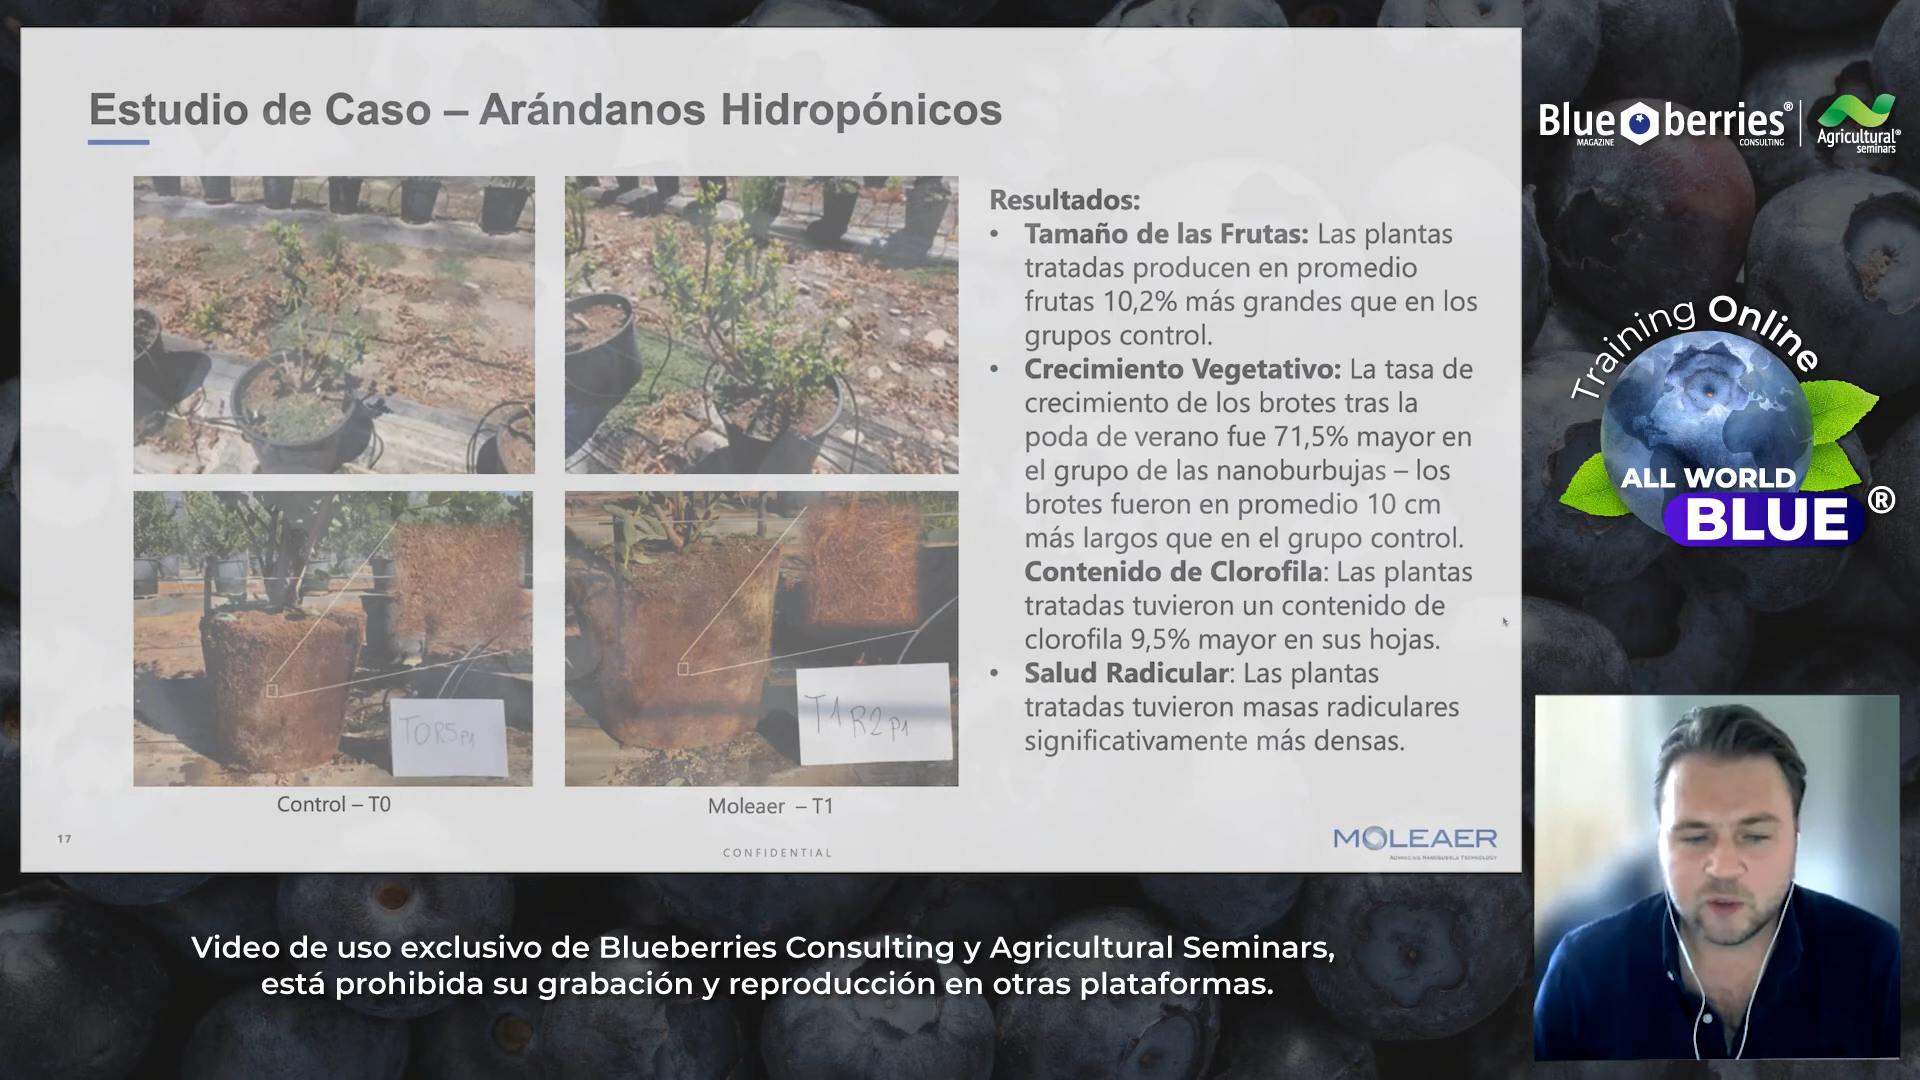 Estudio de Caso – Arándanos Hidropónicos
Resultados:
• Tamaño de las Frutas: Las plantas
tratadas producen en promedio
frutas 10,2% más grandes que en los
grupos control.
• Crecimiento Vegetativo: La tasa de
crecimiento de los brotes tras la
poda de verano fue 71,5% mayor en
el grupo de las nanoburbujas – los
brotes fueron en promedio 10 cm
más largos que en el grupo control.
Contenido de Clorofila: Las plantas
tratadas tuvieron un contenido de
clorofila 9,5% mayor en sus hojas.
• Salud Radicular: Las plantas
tratadas tuvieron masas radiculares
significativamente más densas.
T0R5P1
T1R2P1
Control – T0
Moleaer – T1
17
CONFIDENTIAL
MOLEAER
ADVANCING NANOBUBBLE TECHNOLOGY
Blueberries®
MAGAZINE
CONSULTING
Agricultural®
seminars
Training Online
ALL WORLD
BLUE®
Video de uso exclusivo de Blueberries Consulting y Agricultural Seminars,
está prohibida su grabación y reproducción en otras plataformas.